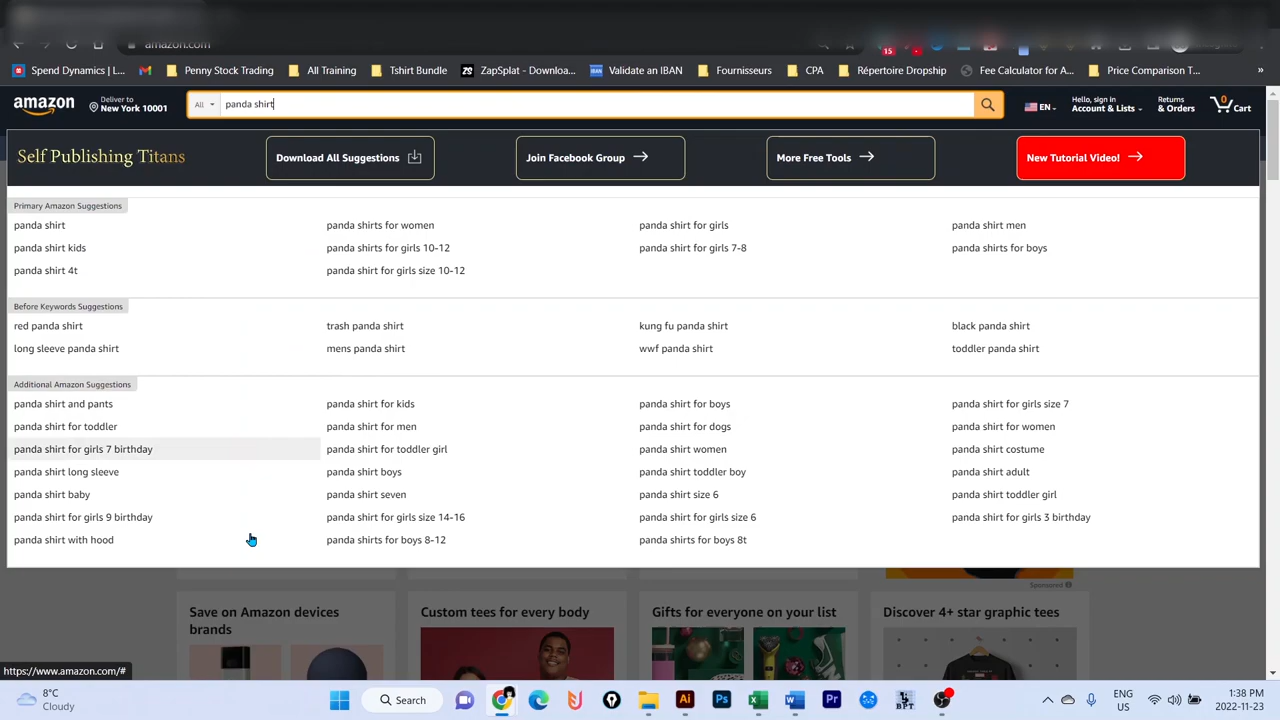 amazon.com
15
Spend Dynamics | L...
Penny Stock Trading
All Training
Tshirt Bundle
ZapSplat - Downloa...
Validate an IBAN
Fournisseurs
CPA
Répertoire Dropship
Fee Calculator for A...
Price Comparison T...
»
amazon
Deliver to
New York 10001
All
panda shirt
EN
Hello, sign in
Account & Lists
Returns
& Orders
0
Cart
Self Publishing Titans
Download All Suggestions
Join Facebook Group
More Free Tools
New Tutorial Video!
Primary Amazon Suggestions
panda shirt
panda shirts for women
panda shirt for girls
panda shirt men
panda shirt kids
panda shirts for girls 10-12
panda shirt for girls 7-8
panda shirts for boys
panda shirt 4t
panda shirt for girls size 10-12
Before Keywords Suggestions
red panda shirt
trash panda shirt
kung fu panda shirt
black panda shirt
long sleeve panda shirt
mens panda shirt
wwf panda shirt
toddler panda shirt
Additional Amazon Suggestions
panda shirt and pants
panda shirt for kids
panda shirt for boys
panda shirt for girls size 7
panda shirt for toddler
panda shirt for men
panda shirt for dogs
panda shirt for women
panda shirt for girls 7 birthday
panda shirt for toddler girl
panda shirt women
panda shirt costume
panda shirt long sleeve
panda shirt boys
panda shirt toddler boy
panda shirt adult
panda shirt baby
panda shirt seven
panda shirt size 6
panda shirt toddler girl
panda shirt for girls 9 birthday
panda shirt for girls size 14-16
panda shirt for girls size 6
panda shirt for girls 3 birthday
panda shirt with hood
panda shirts for boys 8-12
panda shirts for boys 8t
Sponsored
Save on Amazon devices
brands
Custom tees for every body
Gifts for everyone on your list
Discover 4+ star graphic tees
https://www.amazon.com/#
8°C
Cloudy
Search
Ai
Ps
Pr
BPT
ENG
US
1:38 PM
2022-11-23